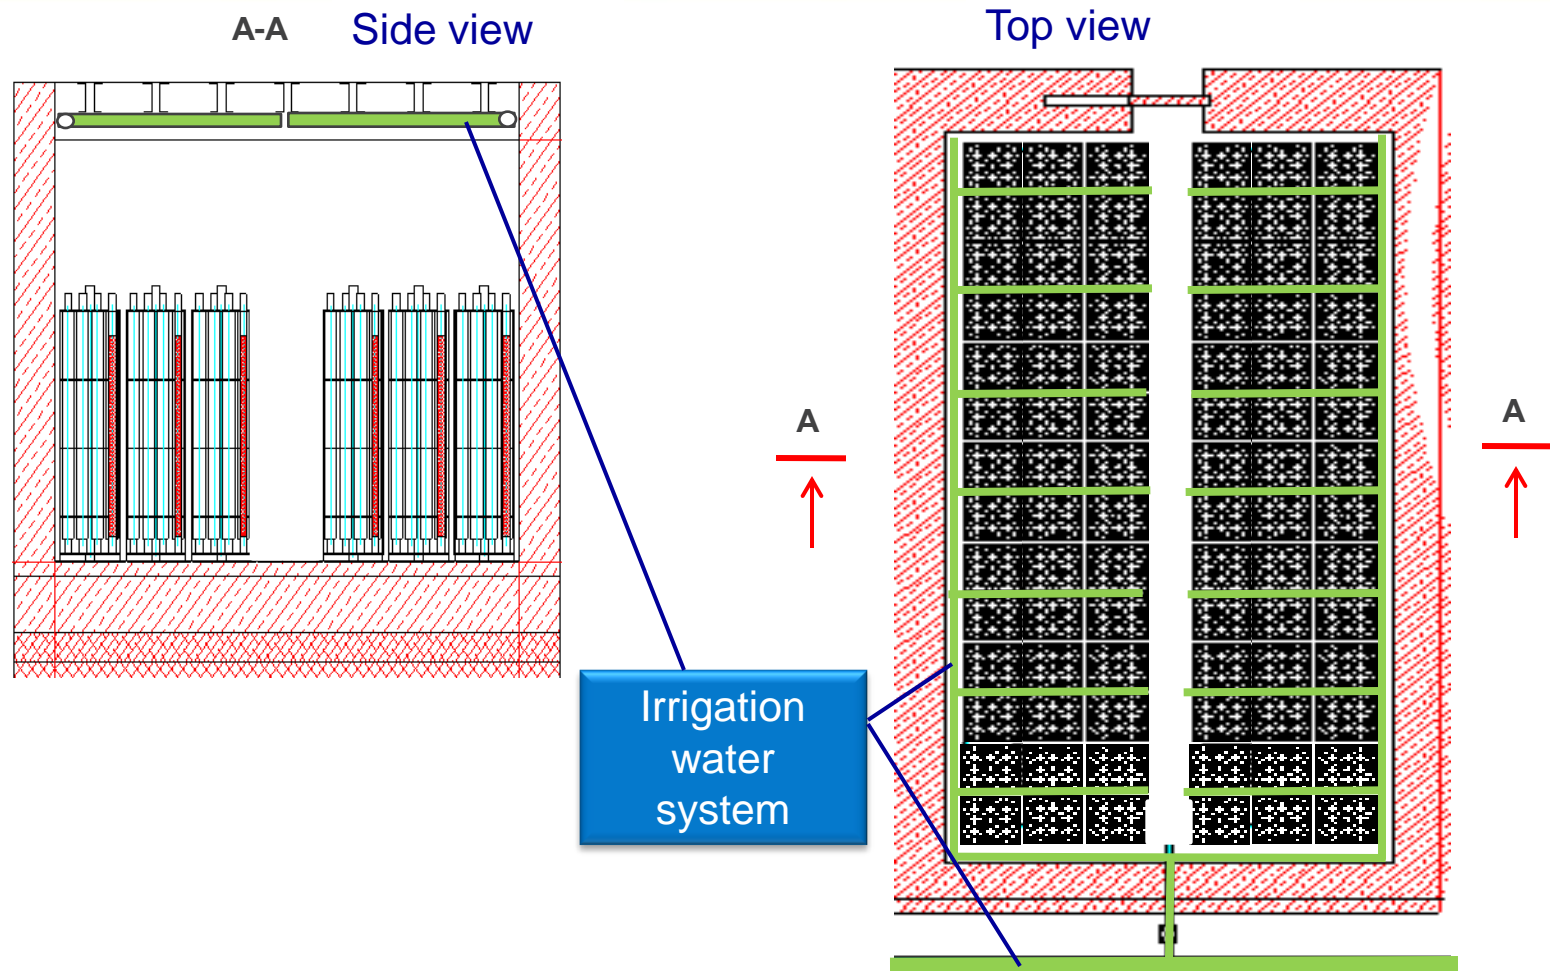 A-A
Side view
Top view
A
A
Irrigation
water
system